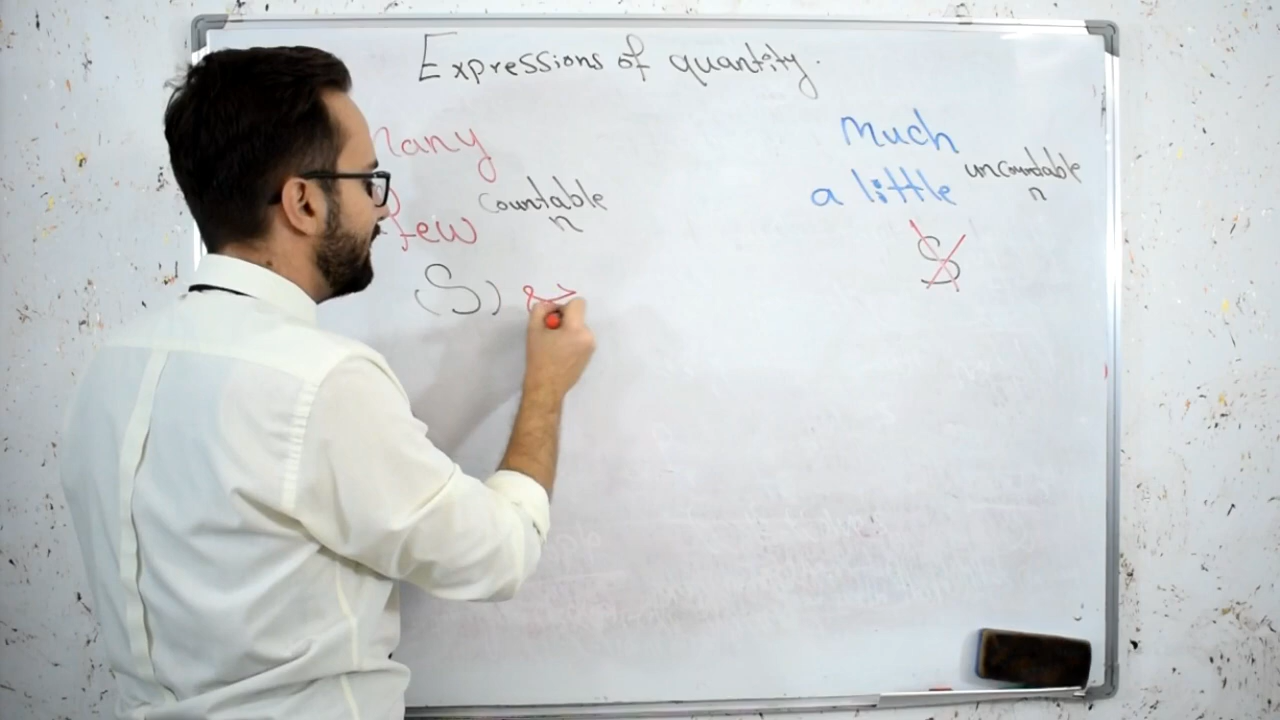 Expressions of quantity.
many
few
countable
n
(S)
much
a little
uncountable
n
S